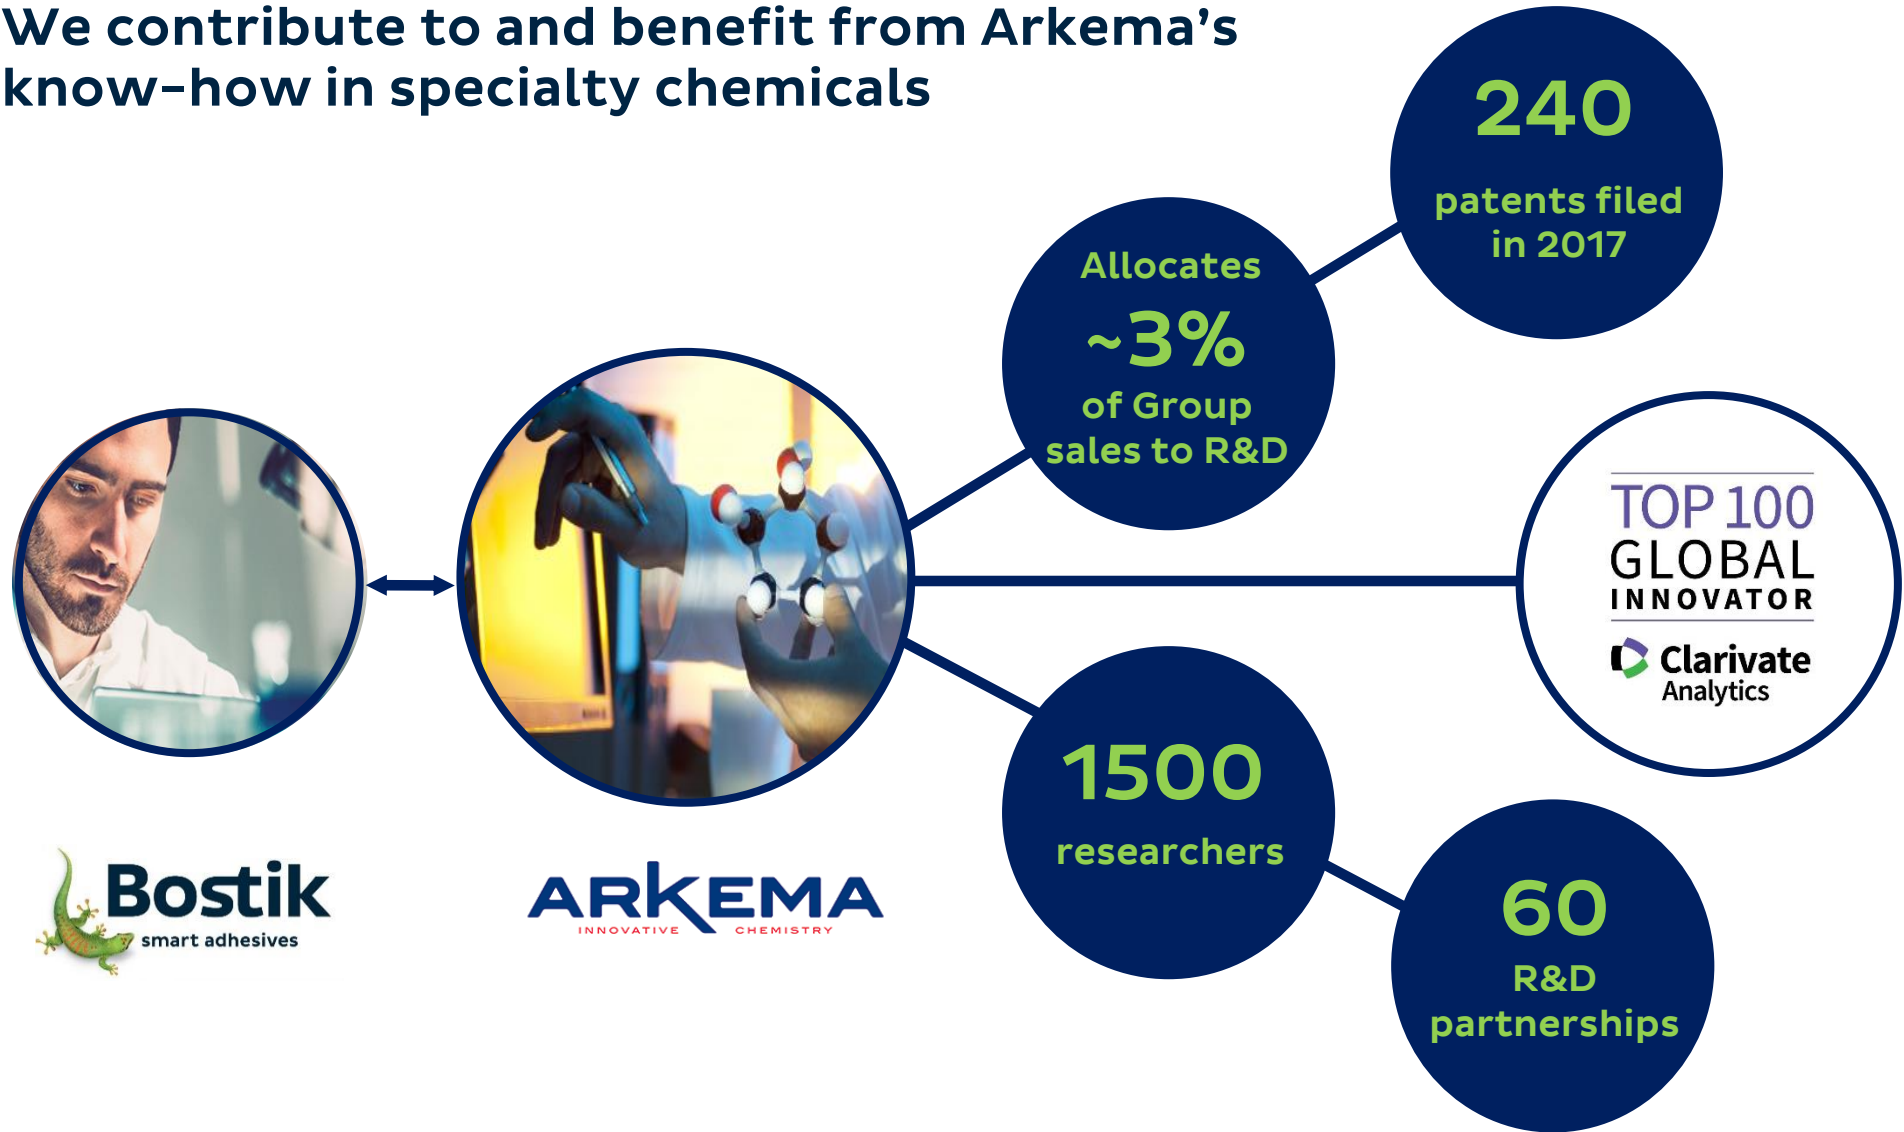 We contribute to and benefit from Arkema’s
know-how in specialty chemicals
240
patents filed
in 2017
Allocates
~3%
of Group
sales to R&D
TOP 100
GLOBAL
INNOVATOR
Clarivate
Analytics
1500
researchers
60
R&D
partnerships
Bostik
smart adhesives
ARKEMA
INNOVATIVE CHEMISTRY